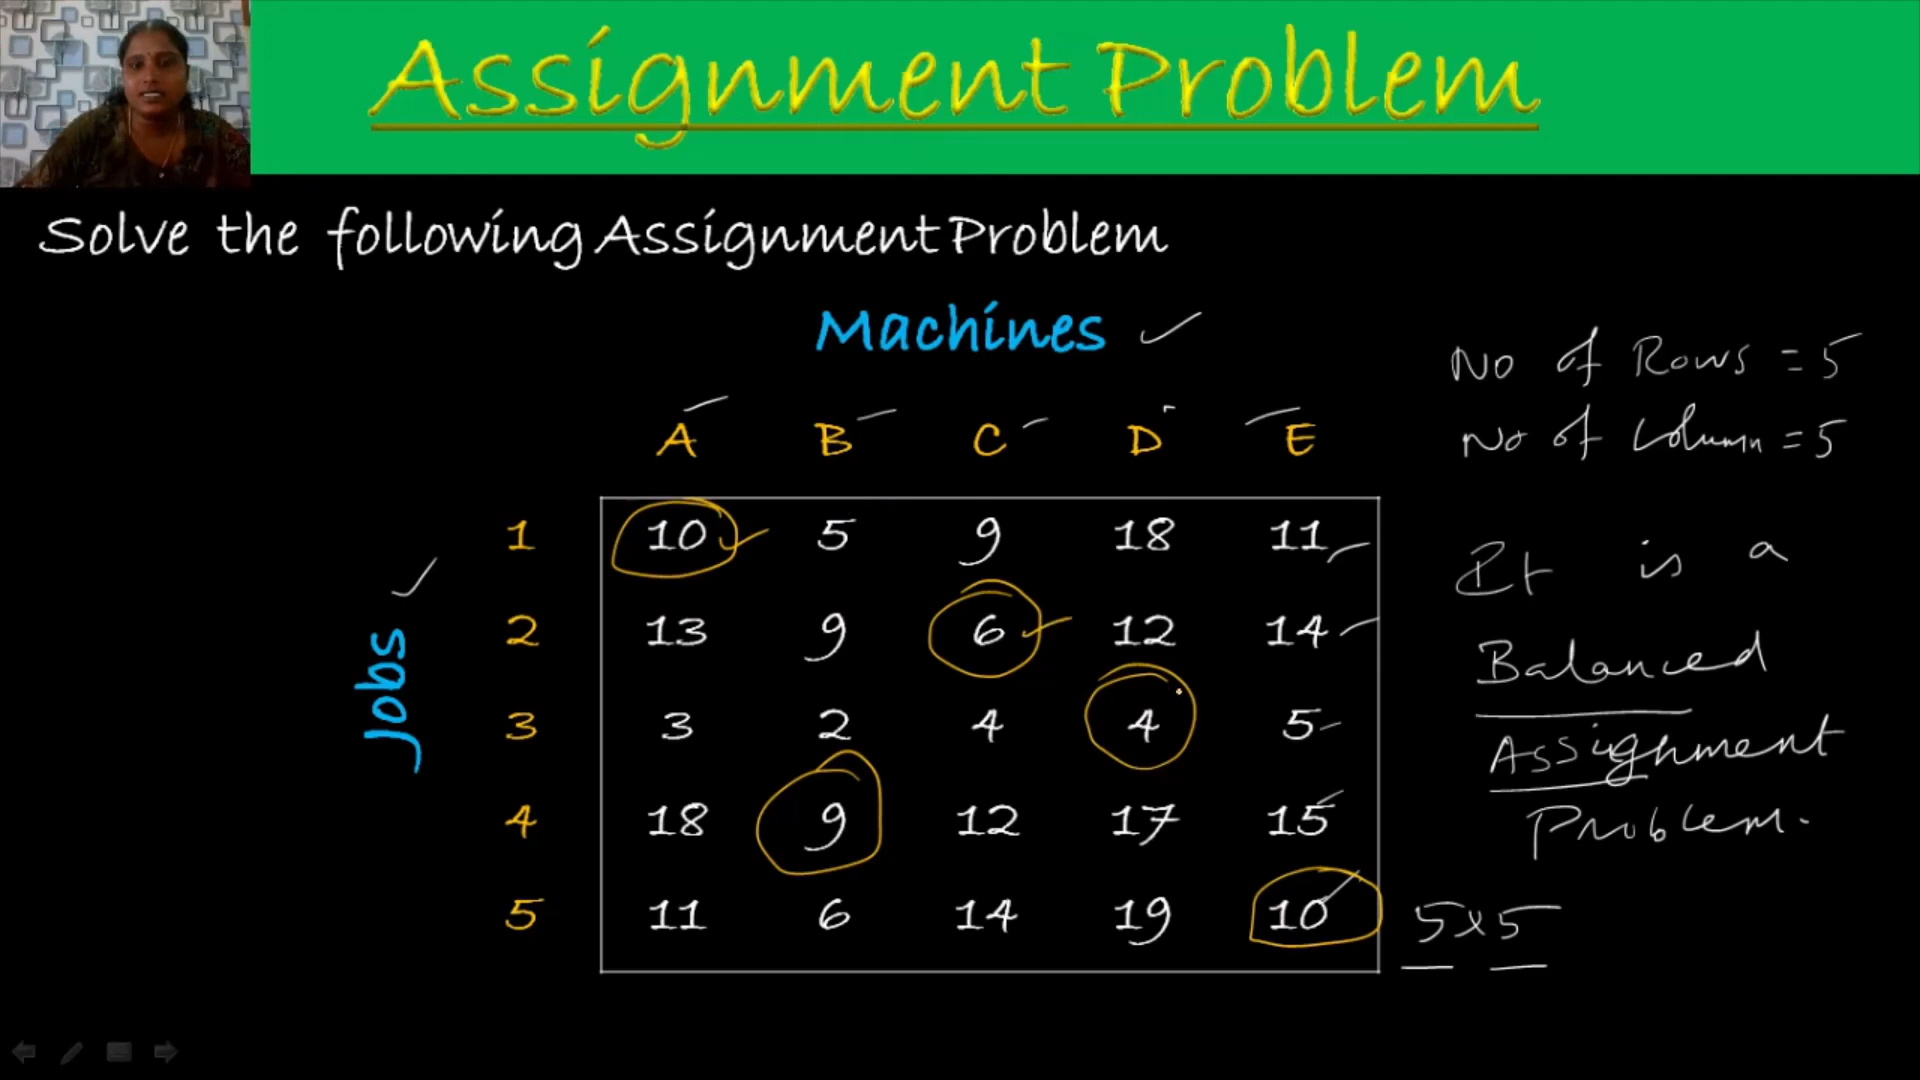 Assignment Problem
Solve the following Assignment Problem
Machines
A B C D E
Jobs
1 10 5 9 18 11
2 13 9 6 12 14
3 3 2 4 4 5
4 18 9 12 17 15
5 11 6 14 19 10
No of Rows = 5
No of Column = 5
It is a
Balanced
Assignment
Problem.
5x5